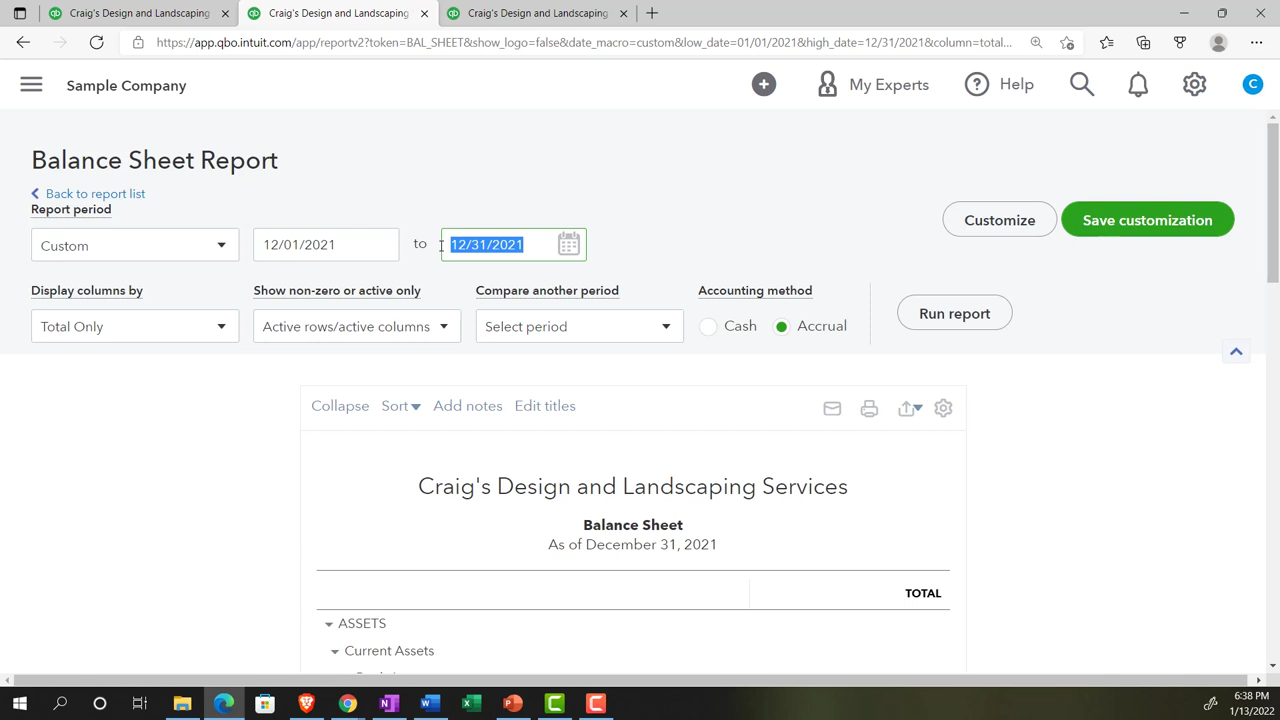 Craig's Design and Landscaping
Craig's Design and Landscaping
Craig's Design and Landscaping
https://app.qbo.intuit.com/app/reportv2?token=BAL_SHEET&show_logo=false&date_macro=custom&low_date=01/01/2021&high_date=12/31/2021&column=total...
Sample Company
My Experts
Help
C
Balance Sheet Report
Back to report list
Report period
Custom
12/01/2021
to
12/31/2021
Customize
Save customization
Display columns by
Show non-zero or active only
Compare another period
Accounting method
Total Only
Active rows/active columns
Select period
Cash
Accrual
Run report
Collapse
Sort
Add notes
Edit titles
Craig's Design and Landscaping Services
Balance Sheet
As of December 31, 2021
TOTAL
ASSETS
Current Assets
6:38 PM
1/13/2022